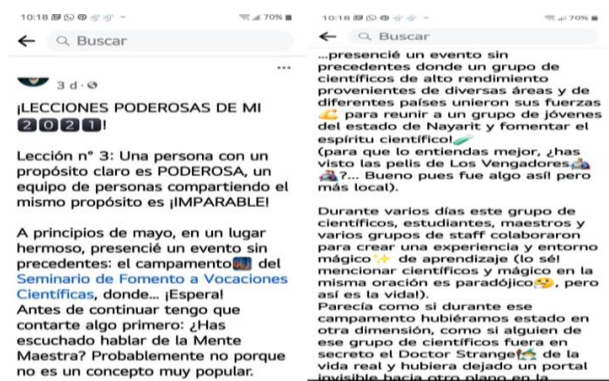 10:18
70%
Buscar
3 d
¡LECCIONES PODEROSAS DE MI
2021!
Lección n° 3: Una persona con un
propósito claro es PODEROSA, un
equipo de personas compartiendo el
mismo propósito es ¡IMPARABLE!
A principios de mayo, en un lugar
hermoso, presencié un evento sin
precedentes: el campamento🌌 del
Seminario de Fomento a Vocaciones
Científicas, donde... ¡Espera!
Antes de continuar tengo que
contarte algo primero: ¿Has
escuchado hablar de la Mente
Maestra? Probablemente no porque
no es un concepto muy popular.
10:18
70%
Buscar
...presencié un evento sin
precedentes donde un grupo de
científicos de alto rendimiento
provenientes de diversas áreas y de
diferentes países unieron sus fuerzas
💪 para reunir a un grupo de jóvenes
del estado de Nayarit y fomentar el
espíritu científico!🧪
(para que lo entiendas mejor, ¿has
visto las pelis de Los Vengadores
?... Bueno pues fue algo así! pero
más local).
Durante varios días este grupo de
científicos, estudiantes, maestros y
varios grupos de staff colaboraron
para crear una experiencia y entorno
mágico✨ de aprendizaje (lo sé!
mencionar científicos y mágico en la
misma oración es paradójico🤔, pero
así es la vida!).
Parecía como si durante ese
campamento hubiéramos estado en
otra dimensión, como si alguien de
ese grupo de científicos fuera en
secreto el Doctor Strange de
la vida real y hubiera dejado un portal
invisible hacia otro plano en la